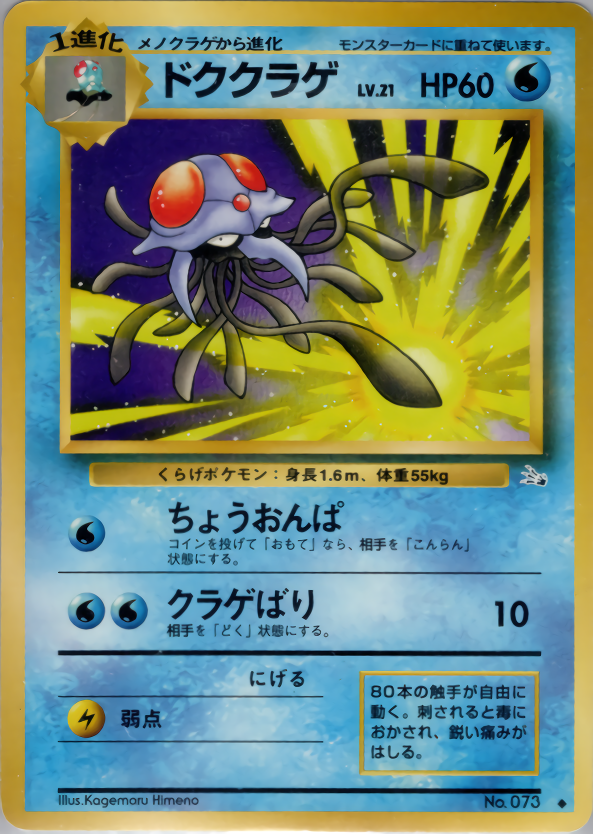 1進化
メノクラゲから進化
モンスターカードに重ねて使います。
ドククラゲ LV.21 HP60
くらげポケモン：身長1.6m、体重55kg
ちょうおんぱ
コインを投げて「おもて」なら、相手を「こんらん」
状態にする。
クラゲばり 10
相手を「どく」状態にする。
にげる
弱点
80本の触手が自由に
動く。刺されると毒に
おかされ、鋭い痛みが
はしる。
Illus.Kagemaru Himeno
No.073